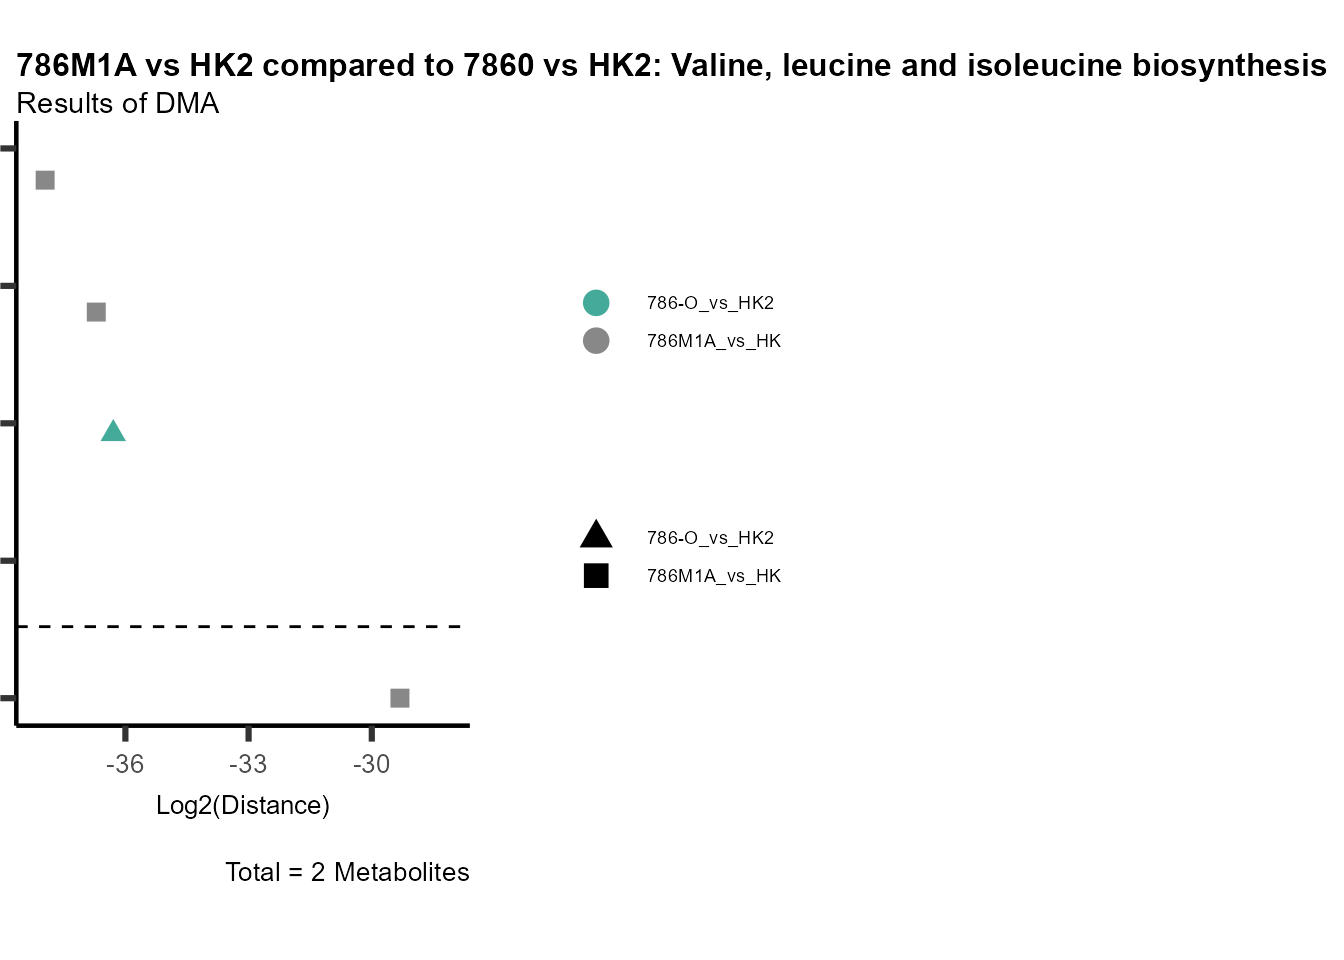 786M1A vs HK2 compared to 7860 vs HK2: Valine, leucine and isoleucine biosynthesis
Results of DMA
786-O_vs_HK2
786M1A_vs_HK
786-O_vs_HK2
786M1A_vs_HK
-36
-33
-30
Log2(Distance)
Total = 2 Metabolites